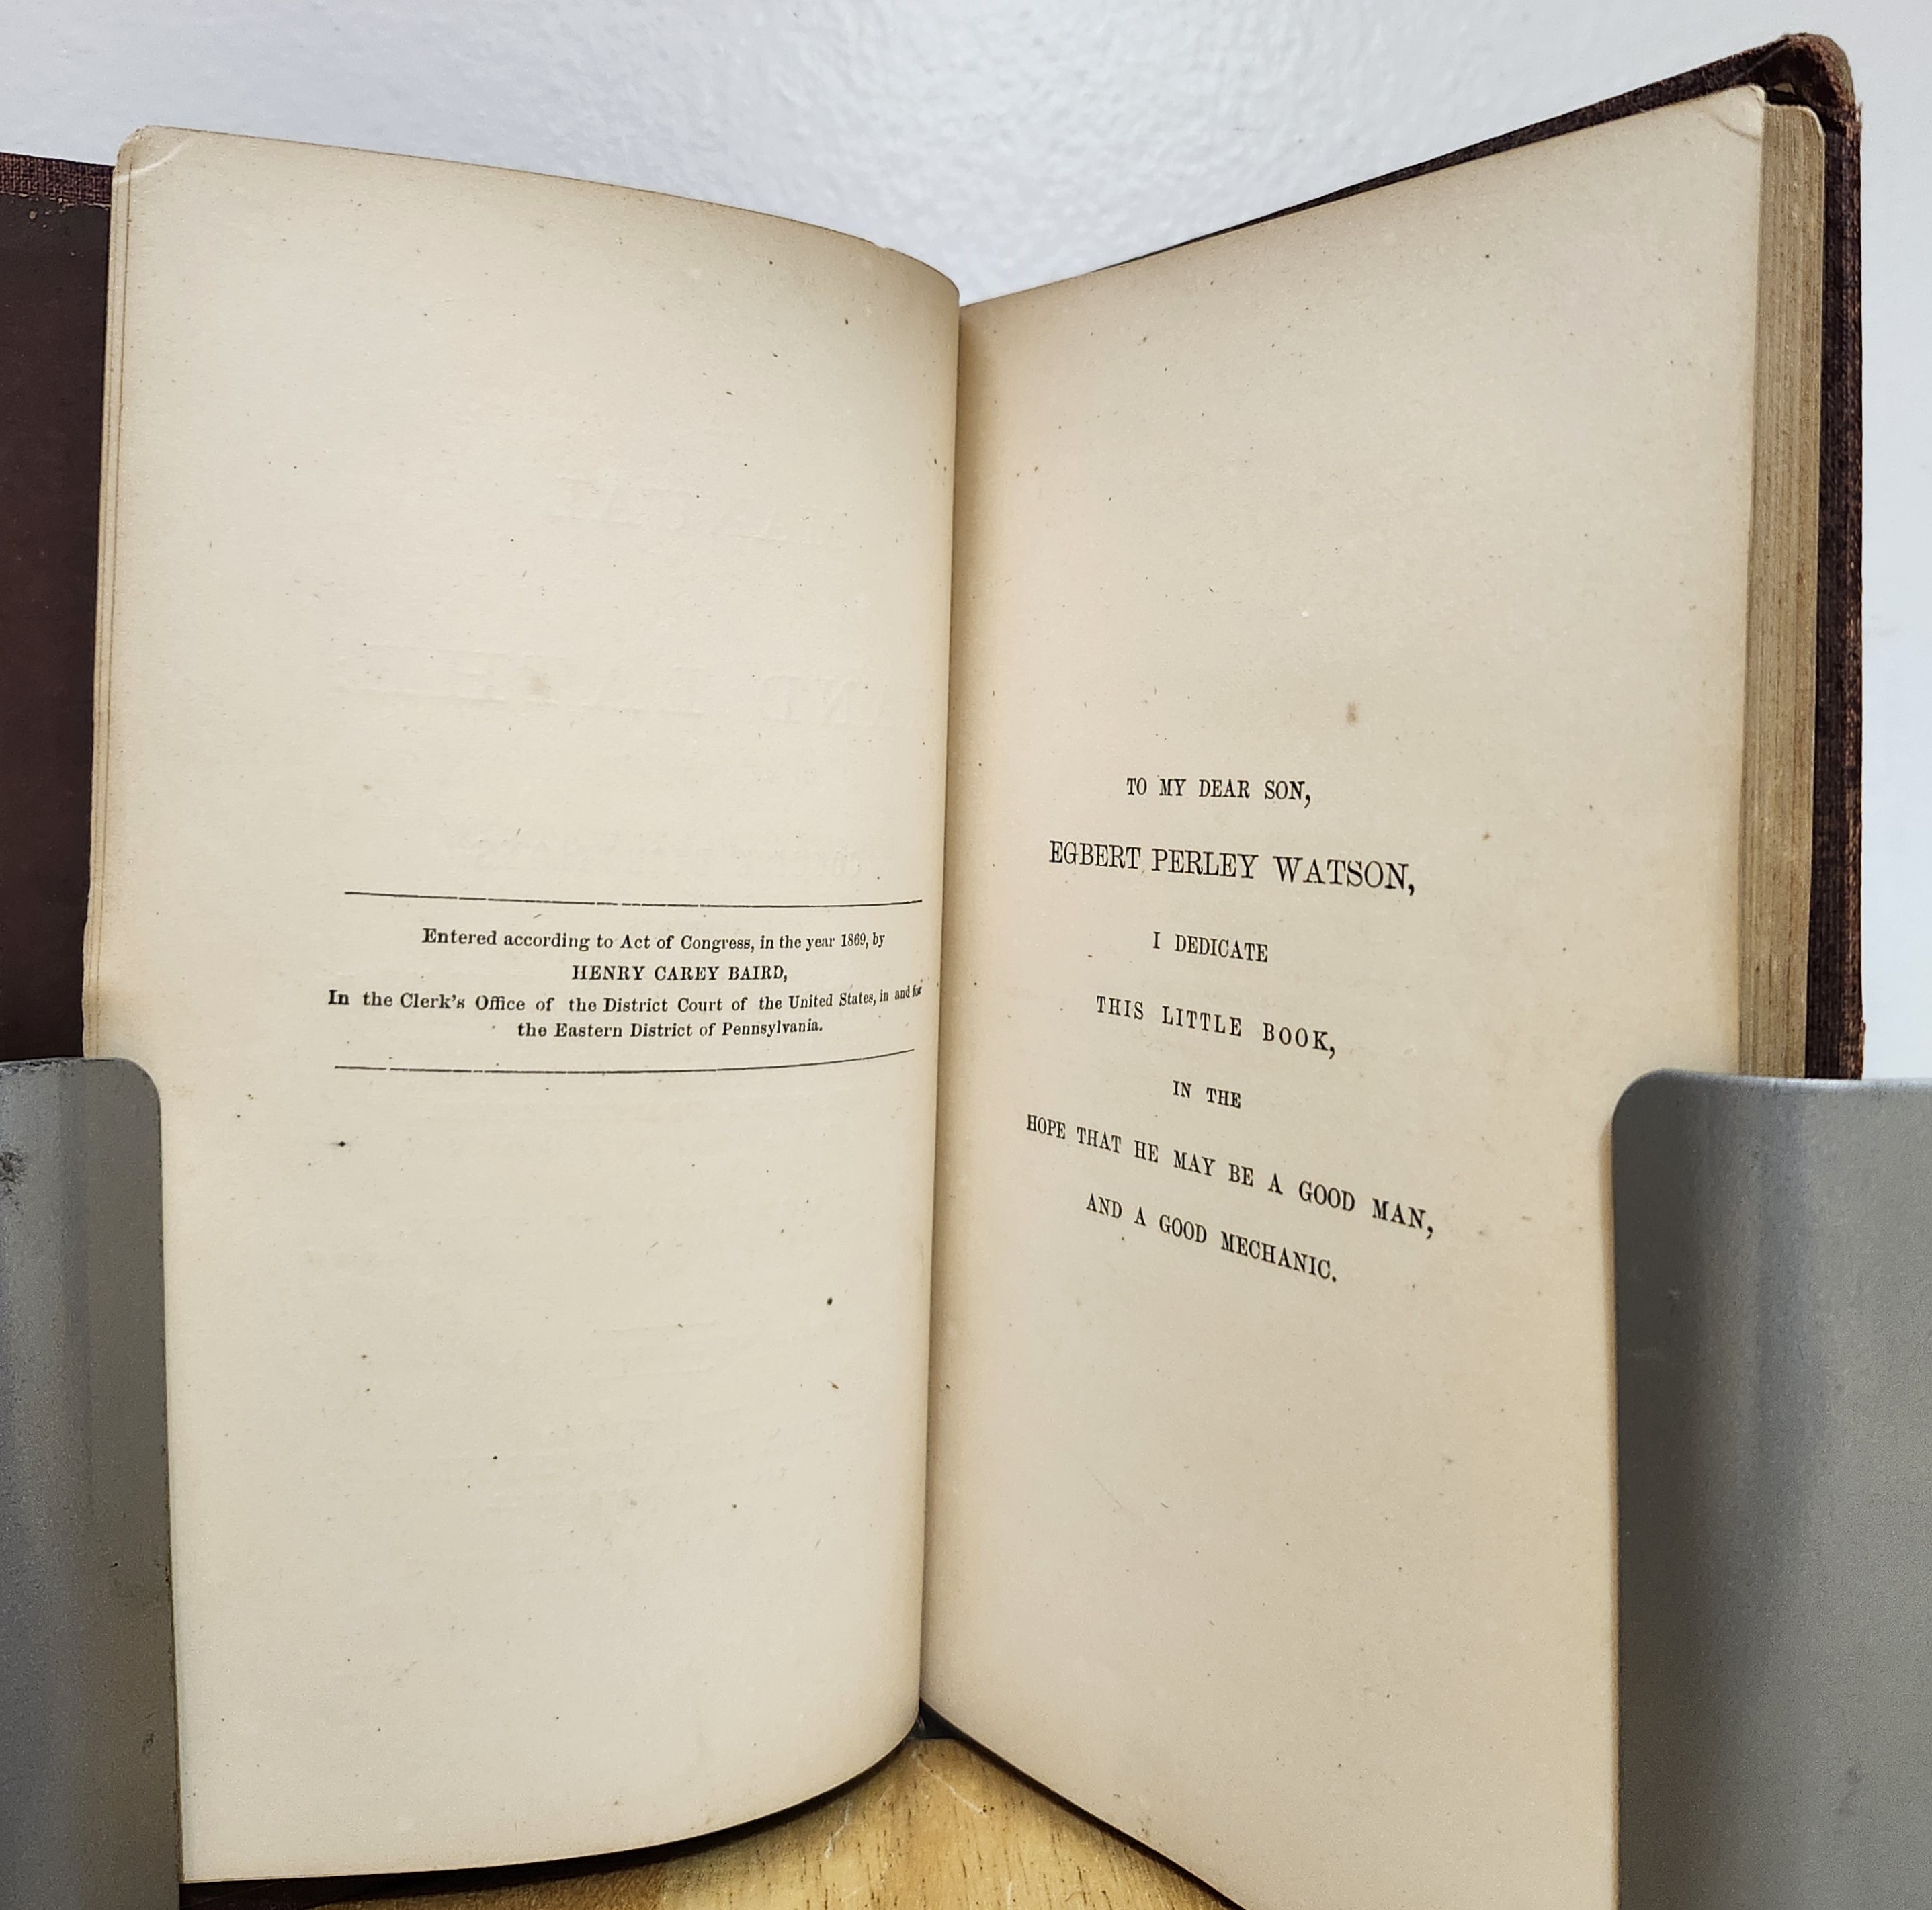 Entered according to Act of Congress, in the year 1869, by
HENRY CAREY BAIRD,
In the Clerk's Office of the District Court of the United States, in and for
the Eastern District of Pennsylvania.
TO MY DEAR SON,
EGBERT PERLEY WATSON,
I DEDICATE
THIS LITTLE BOOK,
IN THE
HOPE THAT HE MAY BE A GOOD MAN,
AND A GOOD MECHANIC.